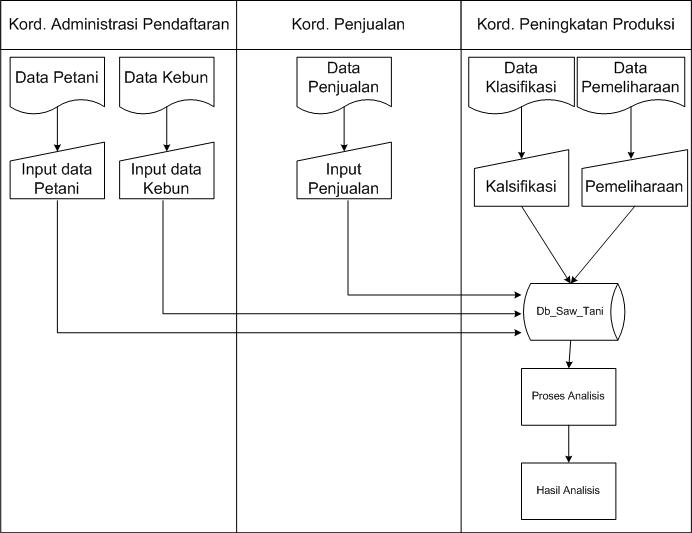 Kord. Administrasi Pendaftaran
Kord. Penjualan
Kord. Peningkatan Produksi
Data Petani
Data Kebun
Data
Penjualan
Data
Klasifikasi
Data
Pemeliharaan
Input data
Petani
Input data
Kebun
Input
Penjualan
Kalsifikasi
Pemeliharaan
Db_Saw_Tani
Proses Analisis
Hasil Analisis